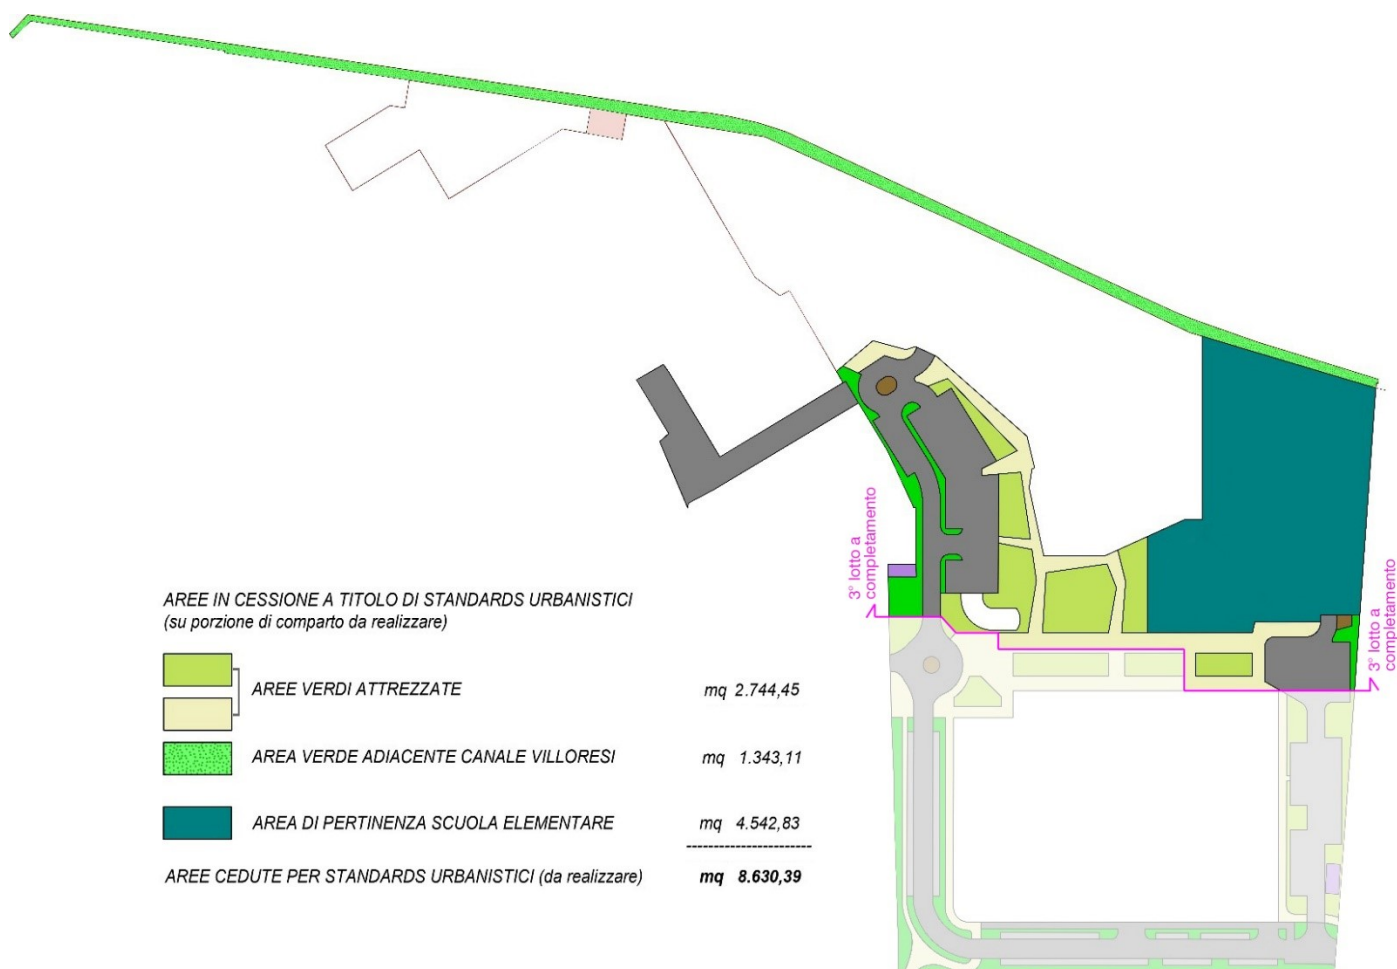 3° lotto a
completamento
3° lotto a
completamento
AREE IN CESSIONE A TITOLO DI STANDARDS URBANISTICI
(su porzione di comparto da realizzare)
AREE VERDI ATTREZZATE mq 2.744,45
AREA VERDE ADIACENTE CANALE VILLORESI mq 1.343,11
AREA DI PERTINENZA SCUOLA ELEMENTARE mq 4.542,83
AREE CEDUTE PER STANDARDS URBANISTICI (da realizzare) mq 8.630,39